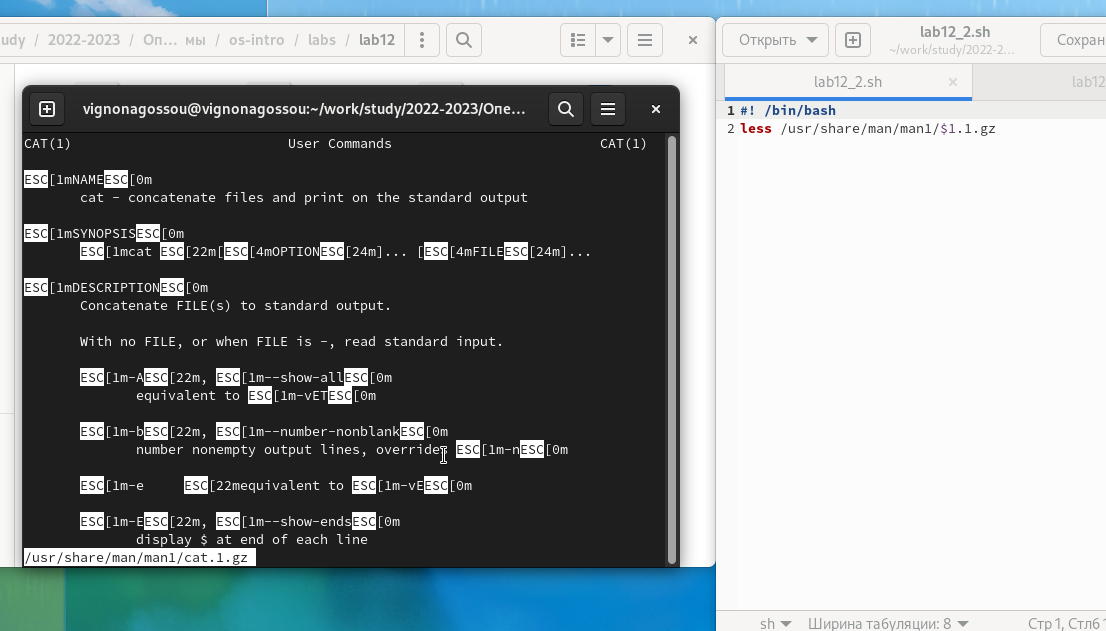 udy / 2022-2023 / Оп… мы / os-intro / labs / lab12
vignonagossou@vignonagossou:~/work/study/2022-2023/Опе…
CAT(1) User Commands CAT(1)
ESC[1mNAMEESC[0m
cat - concatenate files and print on the standard output
ESC[1mSYNOPSISESC[0m
ESC[1mcat ESC[22m[ESC[4mOPTIONESC[24m]... [ESC[4mFILEESC[24m]...
ESC[1mDESCRIPTIONESC[0m
Concatenate FILE(s) to standard output.
With no FILE, or when FILE is -, read standard input.
ESC[1m-AESC[22m, ESC[1m--show-allESC[0m
equivalent to ESC[1m-vETESC[0m
ESC[1m-bESC[22m, ESC[1m--number-nonblankESC[0m
number nonempty output lines, overrides ESC[1m-nESC[0m
ESC[1m-e ESC[22mequivalent to ESC[1m-vEESC[0m
ESC[1m-EESC[22m, ESC[1m--show-endsESC[0m
display $ at end of each line
/usr/share/man/man1/cat.1.gz
Открыть
lab12_2.sh
~/work/study/2022-2…
Сохран
lab12_2.sh
lab12
1 #! /bin/bash
2 less /usr/share/man/man1/$1.1.gz
sh Ширина табуляции: 8 Стр 1, Стлб 1